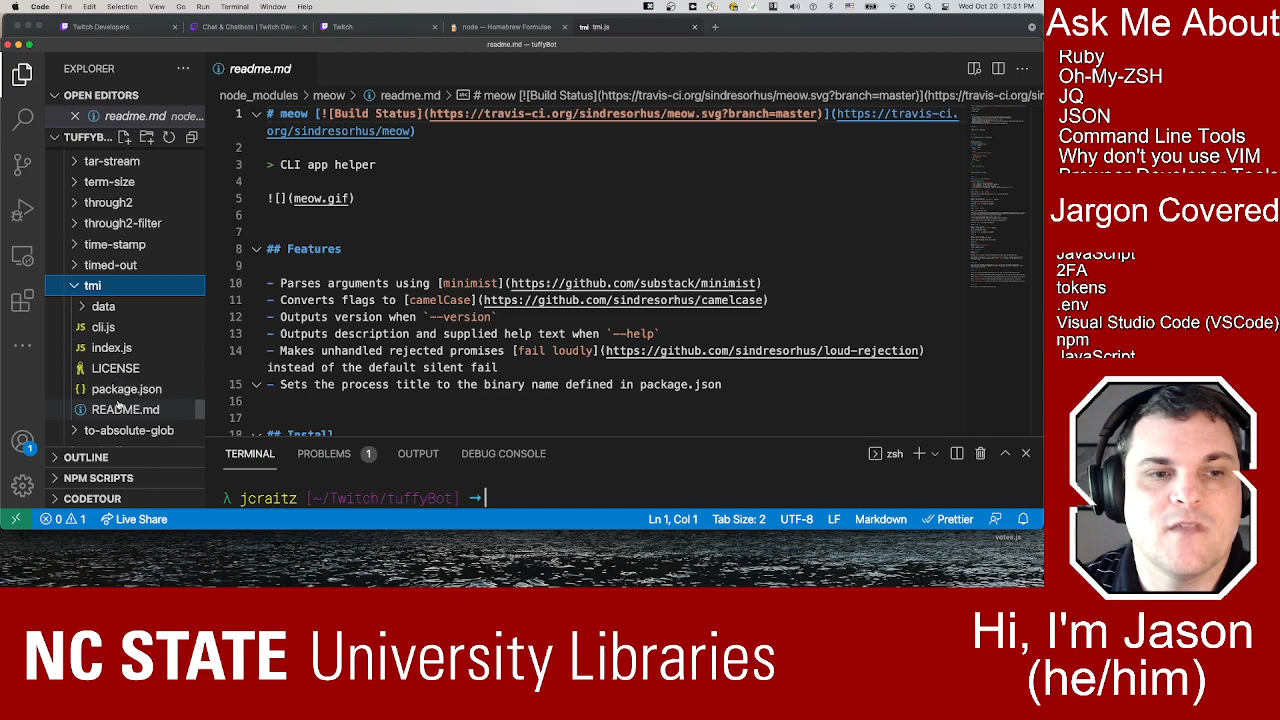 Code File Edit Selection View Go Run Terminal Window Help
Wed Oct 20 12:31 PM
Twitch Developers
Chat & Chatbots | Twitch Dev
Twitch
node — Homebrew Formulae
tmi tmi.js
readme.md — tuffyBot
EXPLORER
OPEN EDITORS
readme.md node...
TUFFYB...
tar-stream
term-size
through2
through2-filter
time-stamp
timed-out
tmi
data
cli.js
index.js
LICENSE
package.json
README.md
to-absolute-glob
OUTLINE
NPM SCRIPTS
CODETOUR
1
readme.md
node_modules > meow > readme.md > # meow [![Build Status](https://travis-ci.org/sindresorhus/meow.svg?branch=master)](https://travis-ci.org/sindresorhus/m
1 # meow [![Build Status](https://travis-ci.org/sindresorhus/meow.svg?branch=master)](https://travis-ci.
org/sindresorhus/meow)
2
3 > CLI app helper
4
5 ![](meow.gif)
6
7
8 ## Features
9
10 - Parses arguments using [minimist](https://github.com/substack/minimist)
11 - Converts flags to [camelCase](https://github.com/sindresorhus/camelcase)
12 - Outputs version when `--version`
13 - Outputs description and supplied help text when `--help`
14 - Makes unhandled rejected promises [fail loudly](https://github.com/sindresorhus/loud-rejection)
instead of the default silent fail
15 - Sets the process title to the binary name defined in package.json
16
17
18 ## Install
TERMINAL PROBLEMS 1 OUTPUT DEBUG CONSOLE
zsh
λ jcraitz [~/Twitch/tuffyBot] →
0 1 Live Share
Ln 1, Col 1 Tab Size: 2 UTF-8 LF Markdown Prettier
votes.js
Ask Me About
Ruby
Oh-My-ZSH
JQ
JSON
Command Line Tools
Why don't you use VIM
Browser Developer Tools
Jargon Covered
JavaScript
2FA
tokens
.env
Visual Studio Code (VSCode)
npm
JavaScript
NC STATE University Libraries
Hi, I'm Jason
(he/him)